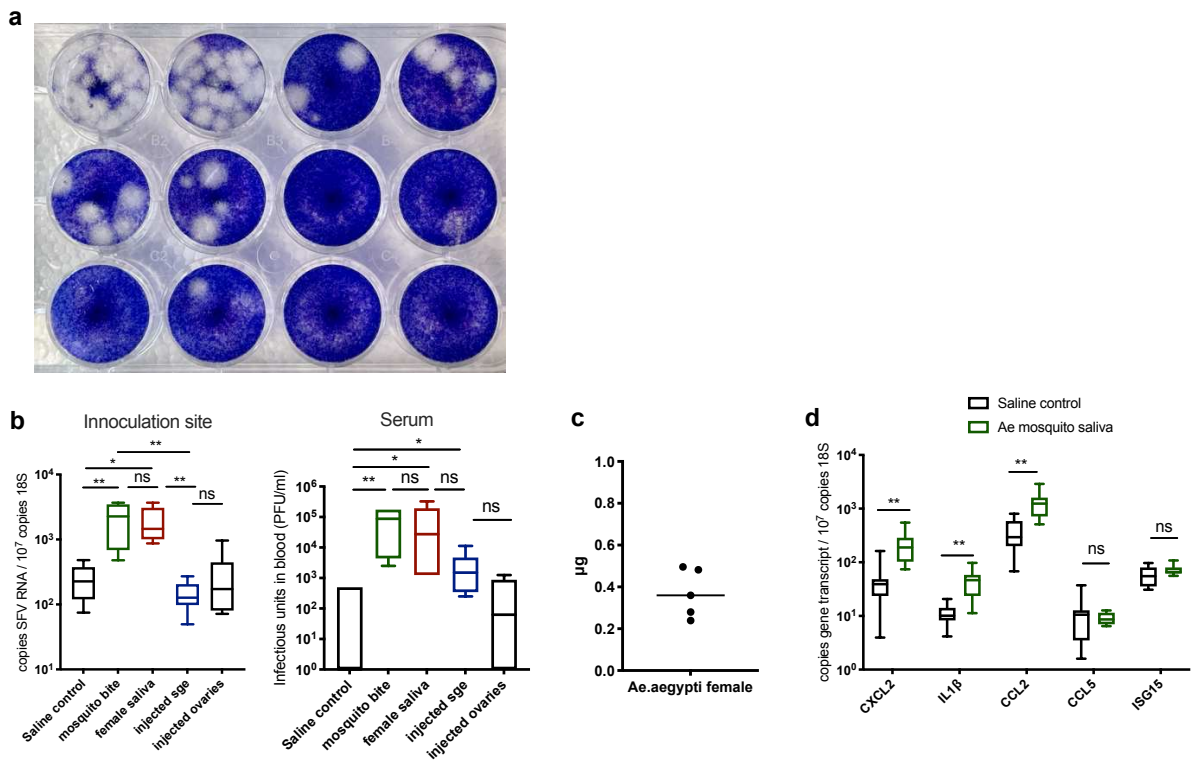 a
B2
B3
C2
b
Innoculation site
copies SFV RNA / 10⁷ copies 18S
10⁴
10³
10²
10¹
**
*
**
ns
**
ns
Saline control
mosquito bite
female saliva
injected sge
injected ovaries
Serum
Infectious units in blood (PFU/ml)
10⁶
10⁵
10⁴
10³
10²
10¹
10⁰
*
*
**
ns
ns
ns
Saline control
mosquito bite
female saliva
injected sge
injected ovaries
c
µg
1.0
0.8
0.6
0.4
0.2
0.0
Ae.aegypti female
d
Saline control
Ae mosquito saliva
copies gene transcript / 10⁷ copies 18S
10⁴
10³
10²
10¹
10⁰
**
**
**
ns
ns
CXCL2
IL1β
CCL2
CCL5
ISG15